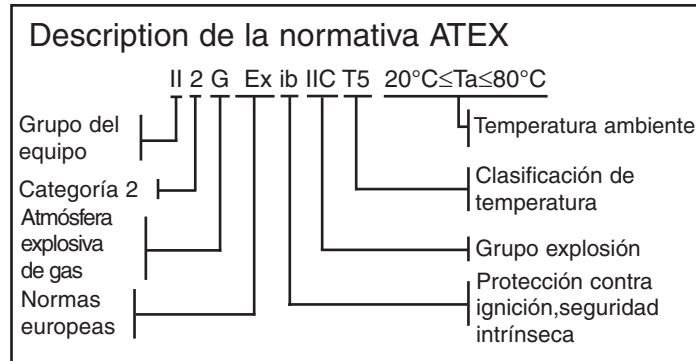 Description de la normativa ATEX
II 2 G Ex ib IIC T5 20°C≤Ta≤80°C
Grupo del
equipo
Categoría 2
Atmósfera
explosiva
de gas
Normas
europeas
Temperatura ambiente
Clasificación de
temperatura
Grupo explosión
Protección contra
ignición,seguridad
intrínseca